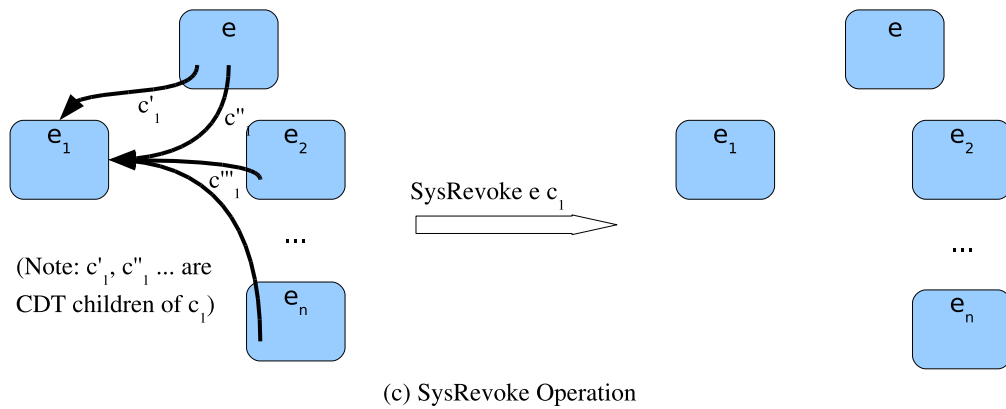 e
c'₁
c''₁
e₁
e₂
c'''₁
...
(Note: c'₁, c''₁ ... are
CDT children of c₁)
eₙ
SysRevoke e c₁
e
e₁
e₂
...
eₙ
(c) SysRevoke Operation